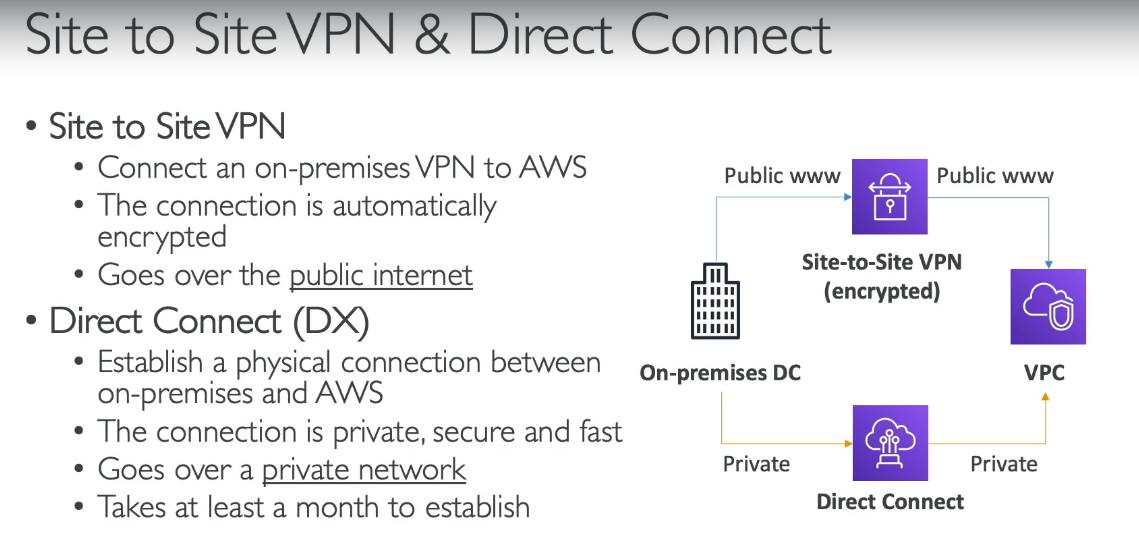 Site to Site VPN & Direct Connect
• Site to Site VPN
• Connect an on-premises VPN to AWS
• The connection is automatically
encrypted
• Goes over the public internet
• Direct Connect (DX)
• Establish a physical connection between
on-premises and AWS
• The connection is private, secure and fast
• Goes over a private network
• Takes at least a month to establish
Public www
Public www
Site-to-Site VPN
(encrypted)
On-premises DC
VPC
Private
Private
Direct Connect